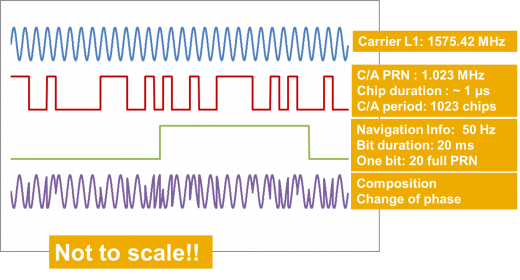 Carrier L1: 1575.42 MHz
C/A PRN : 1.023 MHz
Chip duration : ~ 1 µs
C/A period: 1023 chips
Navigation Info:  50 Hz
Bit duration: 20 ms
One bit: 20 full PRN
Composition
Change of phase
Not to scale!!